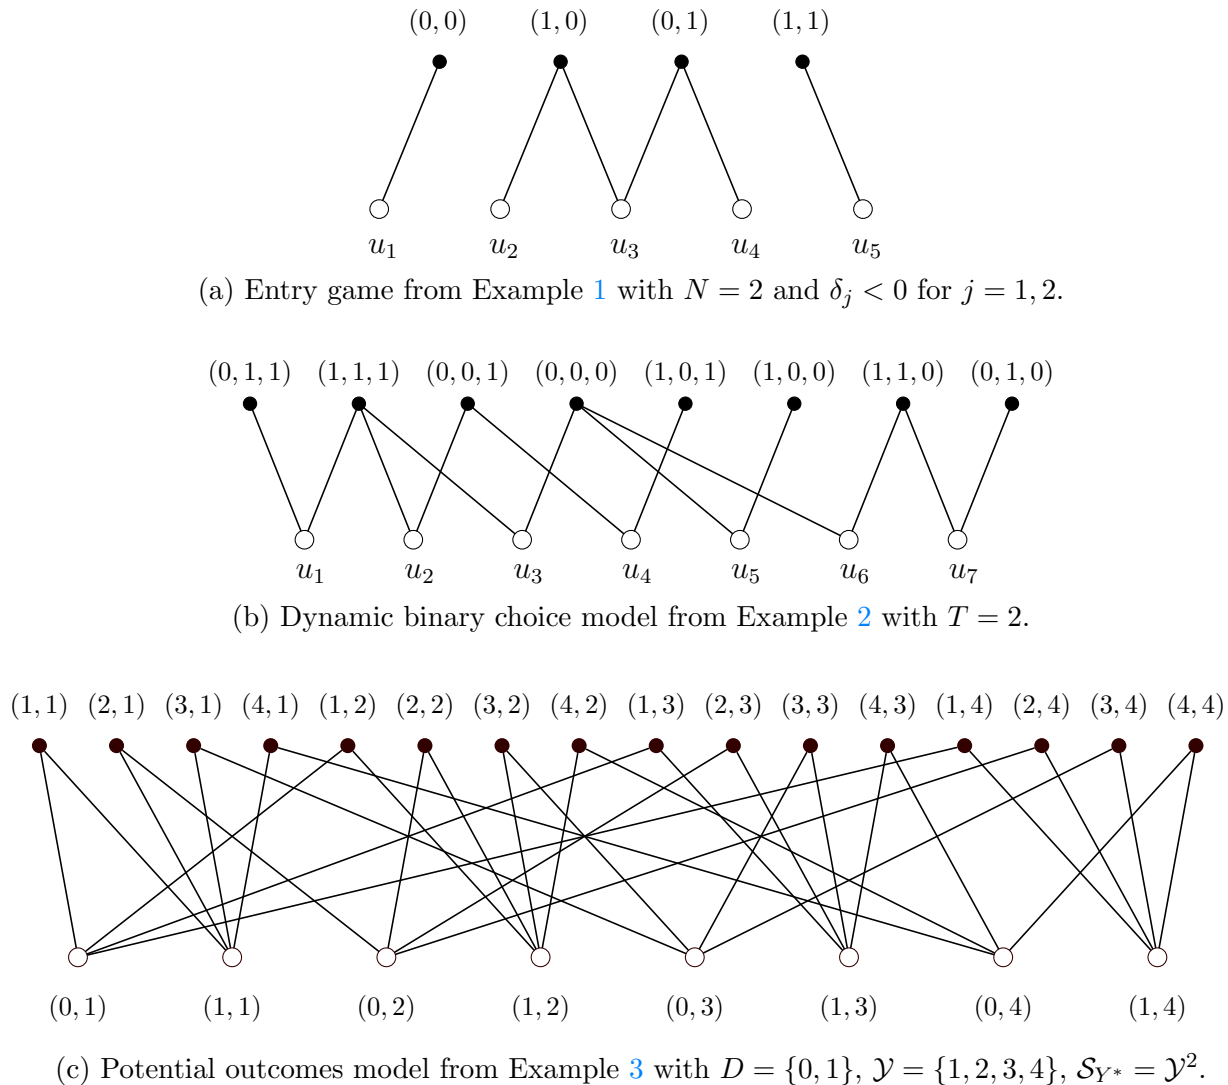 (0, 0) (1, 0) (0, 1) (1, 1)
u₁ u₂ u₃ u₄ u₅
(a) Entry game from Example 1 with N = 2 and δⱼ < 0 for j = 1, 2.
(0, 1, 1) (1, 1, 1) (0, 0, 1) (0, 0, 0) (1, 0, 1) (1, 0, 0) (1, 1, 0) (0, 1, 0)
u₁ u₂ u₃ u₄ u₅ u₆ u₇
(b) Dynamic binary choice model from Example 2 with T = 2.
(1, 1) (2, 1) (3, 1) (4, 1) (1, 2) (2, 2) (3, 2) (4, 2) (1, 3) (2, 3) (3, 3) (4, 3) (1, 4) (2, 4) (3, 4) (4, 4)
(0, 1) (1, 1) (0, 2) (1, 2) (0, 3) (1, 3) (0, 4) (1, 4)
(c) Potential outcomes model from Example 3 with D = {0, 1}, 𝒴 = {1, 2, 3, 4}, 𝒮_{Y*} = 𝒴².